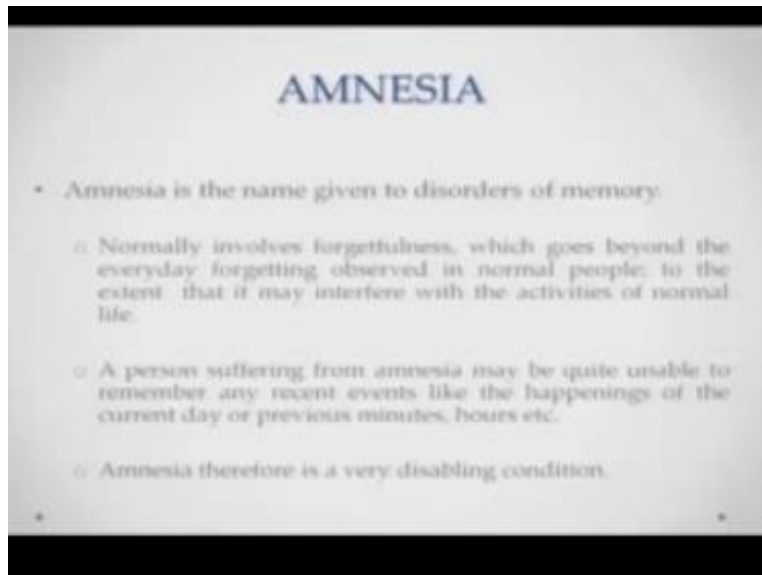 AMNESIA
• Amnesia is the name given to disorders of memory.
o Normally involves forgetfulness, which goes beyond the
everyday forgetting observed in normal people; to the
extent that it may interfere with the activities of normal
life.
o A person suffering from amnesia may be quite unable to
remember any recent events like the happenings of the
current day or previous minutes, hours etc.
o Amnesia therefore is a very disabling condition.